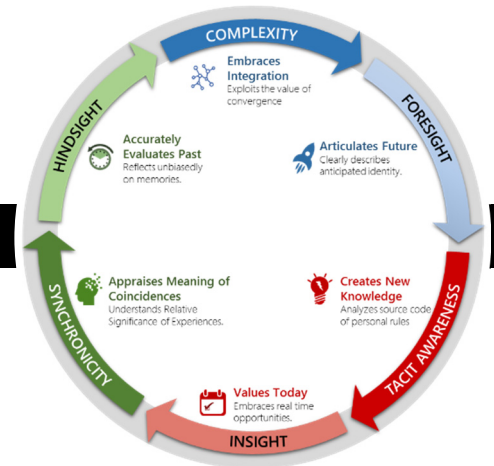 COMPLEXITY
Embraces
Integration
Exploits the value of
convergence
FORESIGHT
Articulates Future
Clearly describes
anticipated identity.
TACIT AWARENESS
Creates New
Knowledge
Analyzes source code
of personal rules
INSIGHT
Values Today
Embraces real time
opportunities.
SYNCHRONICITY
Appraises Meaning of
Coincidences
Understands Relative
Significance of Experiences.
HINDSIGHT
Accurately
Evaluates Past
Reflects unbiasedly
on memories.